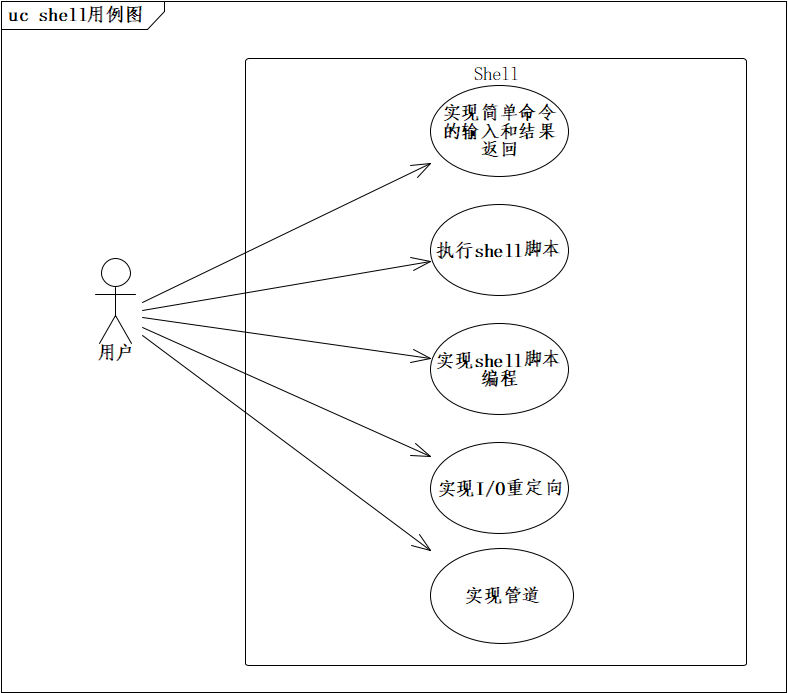 uc shell用例图
Shell
实现简单命令
的输入和结果
返回
执行shell脚本
用户
实现shell脚本
编程
实现I/O重定向
实现管道